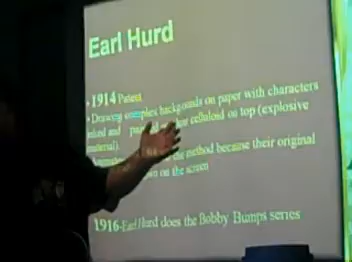 Earl Hurd
• 1914 Patent
• Drawing complex backgrounds on paper with characters
inked and celluloid on top (explosive
material).
method because their original
on the screen
1916-Earl Hurd does the Bobby Bumps series